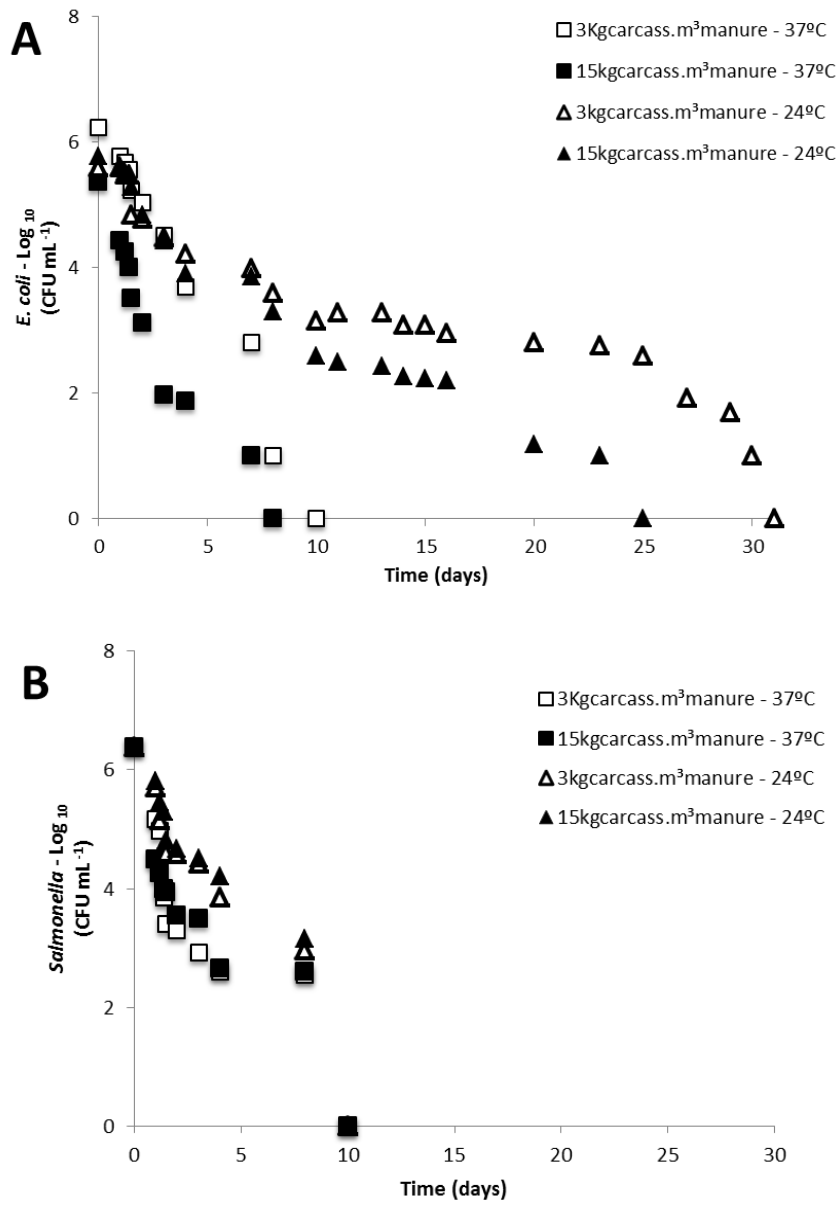 A
8
6
4
2
0
E. coli - Log 10
(CFU mL -1)
0 5 10 15 20 25 30
Time (days)
3Kgcarcass.m³manure - 37ºC
15kgcarcass.m³manure - 37ºC
3kgcarcass.m³manure - 24ºC
15kgcarcass.m³manure - 24ºC
B
8
6
4
2
0
Salmonella - Log 10
(CFU mL -1)
0 5 10 15 20 25 30
Time (days)
3Kgcarcass.m³manure - 37ºC
15kgcarcass.m³manure - 37ºC
3kgcarcass.m³manure - 24ºC
15kgcarcass.m³manure - 24ºC